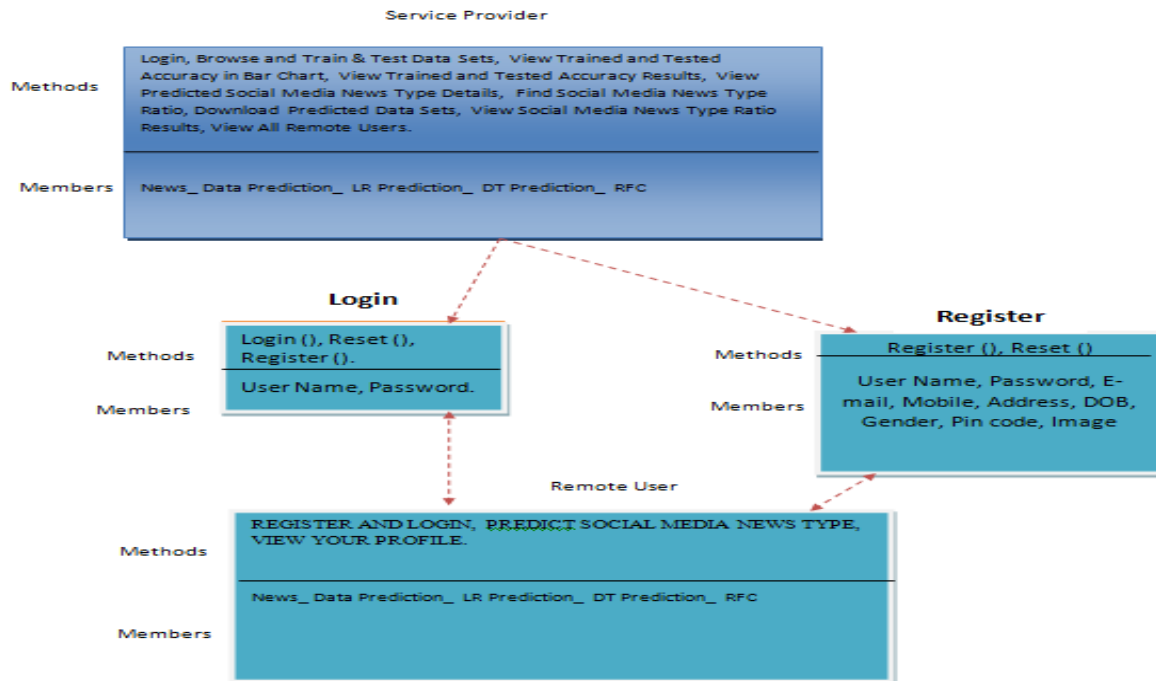 Service Provider
Methods
Login, Browse and Train & Test Data Sets, View Trained and Tested
Accuracy in Bar Chart, View Trained and Tested Accuracy Results, View
Predicted Social Media News Type Details, Find Social Media News Type
Ratio, Download Predicted Data Sets, View Social Media News Type Ratio
Results, View All Remote Users.
Members
News_ Data Prediction_ LR Prediction_ DT Prediction_ RFC
Login
Methods
Login (), Reset (),
Register ().
Members
User Name, Password.
Register
Methods
Register (), Reset ()
Members
User Name, Password, E-
mail, Mobile, Address, DOB,
Gender, Pin code, Image
Remote User
Methods
REGISTER AND LOGIN, PREDICT SOCIAL MEDIA NEWS TYPE,
VIEW YOUR PROFILE.
Members
News_ Data Prediction_ LR Prediction_ DT Prediction_ RFC